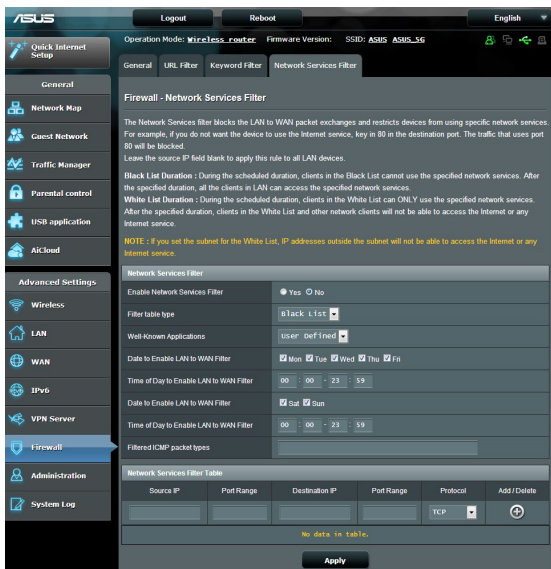 ASUS Logout Reboot English
Quick Internet Setup
Operation Mode: Wireless router Firmware Version: SSID: ASUS ASUS_5G
General URL Filter Keyword Filter Network Services Filter
General
Network Map
Guest Network
Traffic Manager
Parental control
USB application
AiCloud
Advanced Settings
Wireless
LAN
WAN
IPv6
VPN Server
Firewall
Administration
System Log
Firewall - Network Services Filter
The Network Services filter blocks the LAN to WAN packet exchanges and restricts devices from using specific network services.
For example, if you do not want the device to use the Internet service, key in 80 in the destination port. The traffic that uses port
80 will be blocked.
Leave the source IP field blank to apply this rule to all LAN devices.
Black List Duration : During the scheduled duration, clients in the Black List cannot use the specified network services. After
the specified duration, all the clients in LAN can access the specified network services.
White List Duration : During the scheduled duration, clients in the White List can ONLY use the specified network services.
After the specified duration, clients in the White List and other network clients will not be able to access the Internet or any
Internet service.
NOTE : If you set the subnet for the White List, IP addresses outside the subnet will not be able to access the Internet or any
Internet service.
Network Services Filter
Enable Network Services Filter Yes No
Filter table type Black List
Well-Known Applications User Defined
Date to Enable LAN to WAN Filter Mon Tue Wed Thu Fri
Time of Day to Enable LAN to WAN Filter 00 : 00 - 23 : 59
Date to Enable LAN to WAN Filter Sat Sun
Time of Day to Enable LAN to WAN Filter 00 : 00 - 23 : 59
Filtered ICMP packet types
Network Services Filter Table
Source IP Port Range Destination IP Port Range Protocol Add / Delete
TCP
No data in table.
Apply